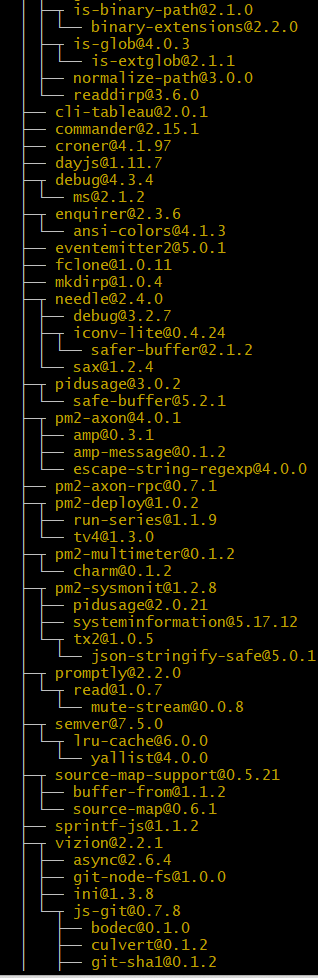 is-binary-path@2.1.0
binary-extensions@2.2.0
is-glob@4.0.3
is-extglob@2.1.1
normalize-path@3.0.0
readdirp@3.6.0
cli-tableau@2.0.1
commander@2.15.1
croner@4.1.97
dayjs@1.11.7
debug@4.3.4
ms@2.1.2
enquirer@2.3.6
ansi-colors@4.1.3
eventemitter2@5.0.1
fclone@1.0.11
mkdirp@1.0.4
needle@2.4.0
debug@3.2.7
iconv-lite@0.4.24
safer-buffer@2.1.2
sax@1.2.4
pidusage@3.0.2
safe-buffer@5.2.1
pm2-axon@4.0.1
amp@0.3.1
amp-message@0.1.2
escape-string-regexp@4.0.0
pm2-axon-rpc@0.7.1
pm2-deploy@1.0.2
run-series@1.1.9
tv4@1.3.0
pm2-multimeter@0.1.2
charm@0.1.2
pm2-sysmonit@1.2.8
pidusage@2.0.21
systeminformation@5.17.12
tx2@1.0.5
json-stringify-safe@5.0.1
promptly@2.2.0
read@1.0.7
mute-stream@0.0.8
semver@7.5.0
lru-cache@6.0.0
yallist@4.0.0
source-map-support@0.5.21
buffer-from@1.1.2
source-map@0.6.1
sprintf-js@1.1.2
vizion@2.2.1
async@2.6.4
git-node-fs@1.0.0
ini@1.3.8
js-git@0.7.8
bodec@0.1.0
culvert@0.1.2
git-sha1@0.1.2